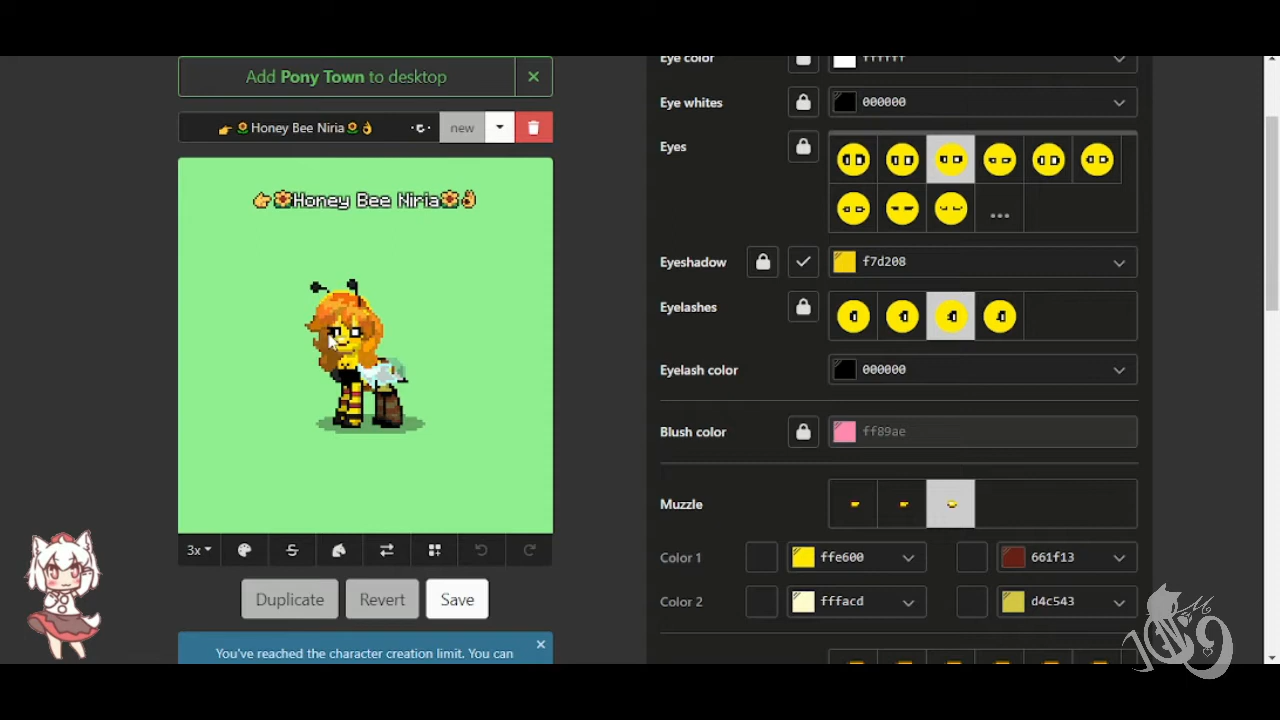 Add Pony Town to desktop
👉 🌻Honey Bee Niria🌻👌
new
👉🌻Honey Bee Niria🌻👌
3x
Duplicate
Revert
Save
You've reached the character creation limit. You can
Eye color
ffffff
Eye whites
000000
Eyes
...
Eyeshadow
f7d208
Eyelashes
Eyelash color
000000
Blush color
ff89ae
Muzzle
Color 1
ffe600
661f13
Color 2
fffacd
d4c543